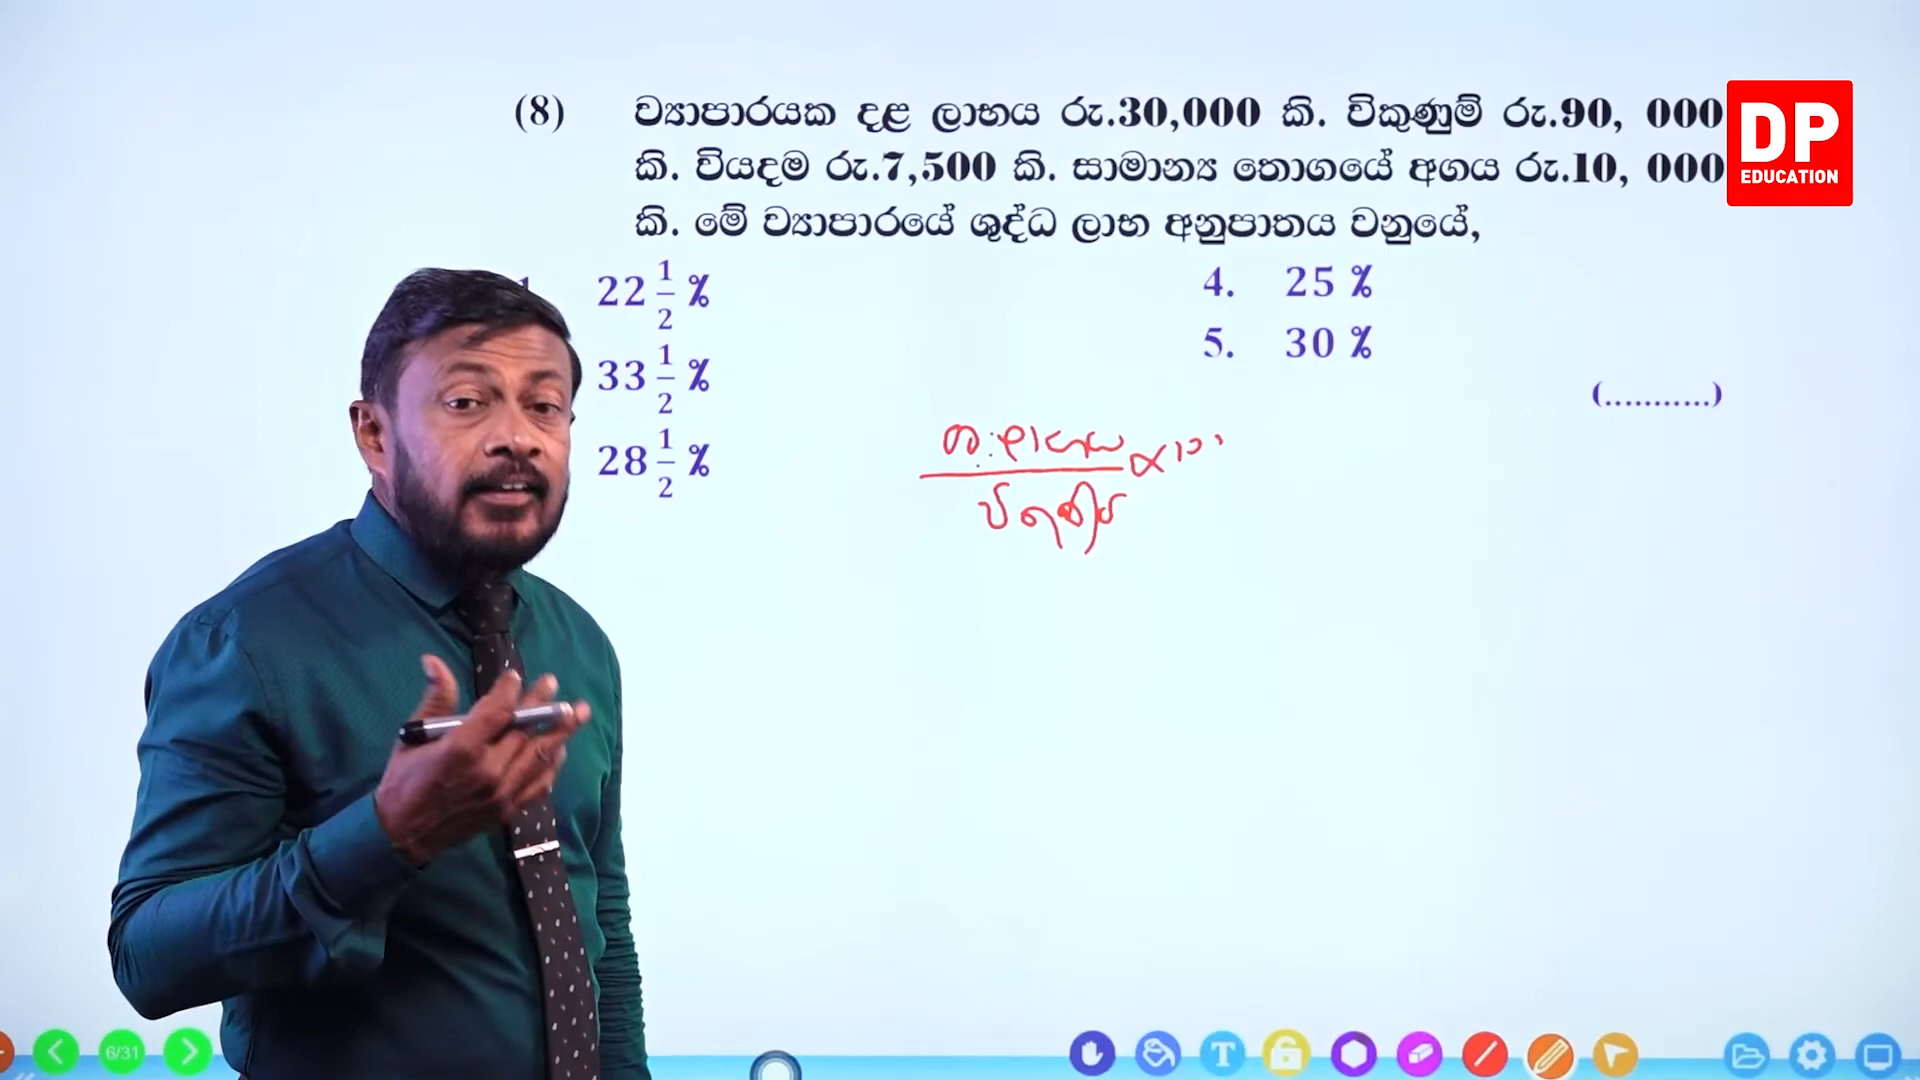 (8) ව්‍යාපාරයක දළ ලාභය රු.30,000 කි. විකුණුම් රු.90, 000
කි. වියදම රු.7,500 කි. සාමාන්‍ය තොගයේ අගය රු.10, 000
කි. මේ ව්‍යාපාරයේ ශුද්ධ ලාභ අනුපාතය වනුයේ,
22 1/2 %
33 1/2 %
28 1/2 %
4. 25 %
5. 30 %
(...........)
DP
EDUCATION
6/31
T